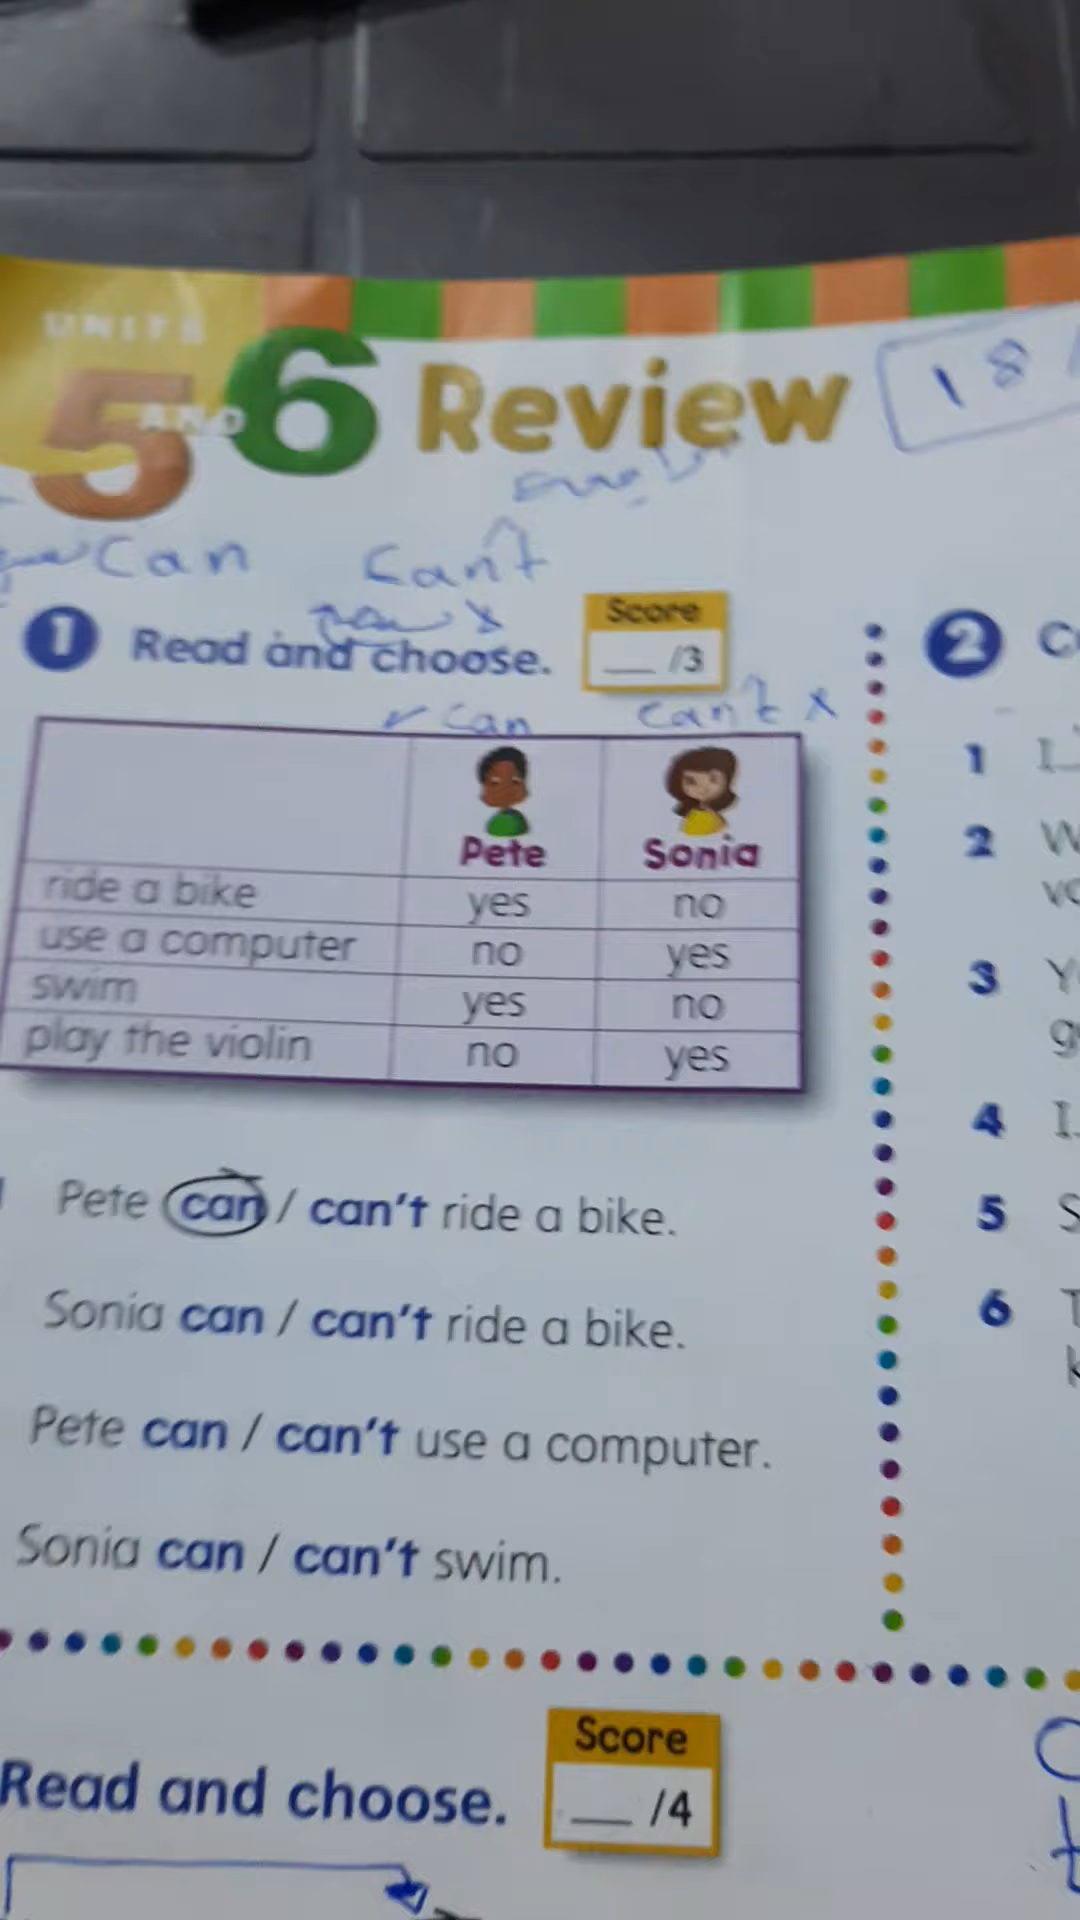 UNITS
5 AND 6 Review
18
can can't
1 Read and choose.
Score
__ /3
can can't x
Pete Sonia
ride a bike yes no
use a computer no yes
swim yes no
play the violin no yes
Pete can / can't ride a bike.
Sonia can / can't ride a bike.
Pete can / can't use a computer.
Sonia can / can't swim.
2
1 I
2
3
4 I
5
6
Read and choose.
Score
__ /4